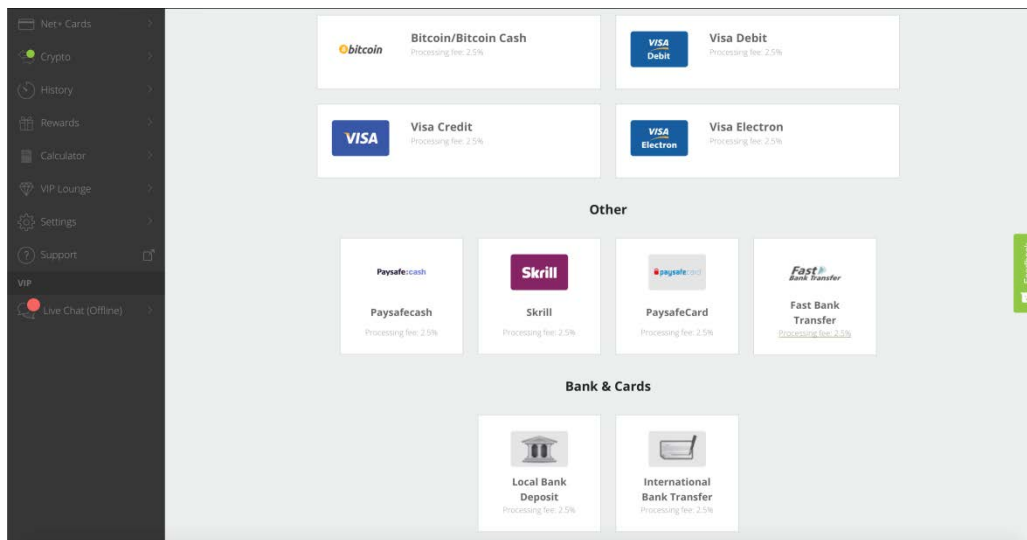 Net+ Cards
Crypto
History
Rewards
Calculator
VIP Lounge
Settings
Support
VIP
Live Chat (Offline)
bitcoin
Bitcoin/Bitcoin Cash
Processing fee: 2.5%
VISA
Debit
Visa Debit
Processing fee: 2.5%
VISA
Visa Credit
Processing fee: 2.5%
VISA
Electron
Visa Electron
Processing fee: 2.5%
Other
Paysafe:cash
Paysafecash
Processing fee: 2.5%
Skrill
Skrill
Processing fee: 2.5%
paysafecard
PaysafeCard
Processing fee: 2.5%
Fast
Bank Transfer
Fast Bank
Transfer
Processing fee: 2.5%
Bank & Cards
Local Bank
Deposit
Processing fee: 2.5%
International
Bank Transfer
Processing fee: 2.5%